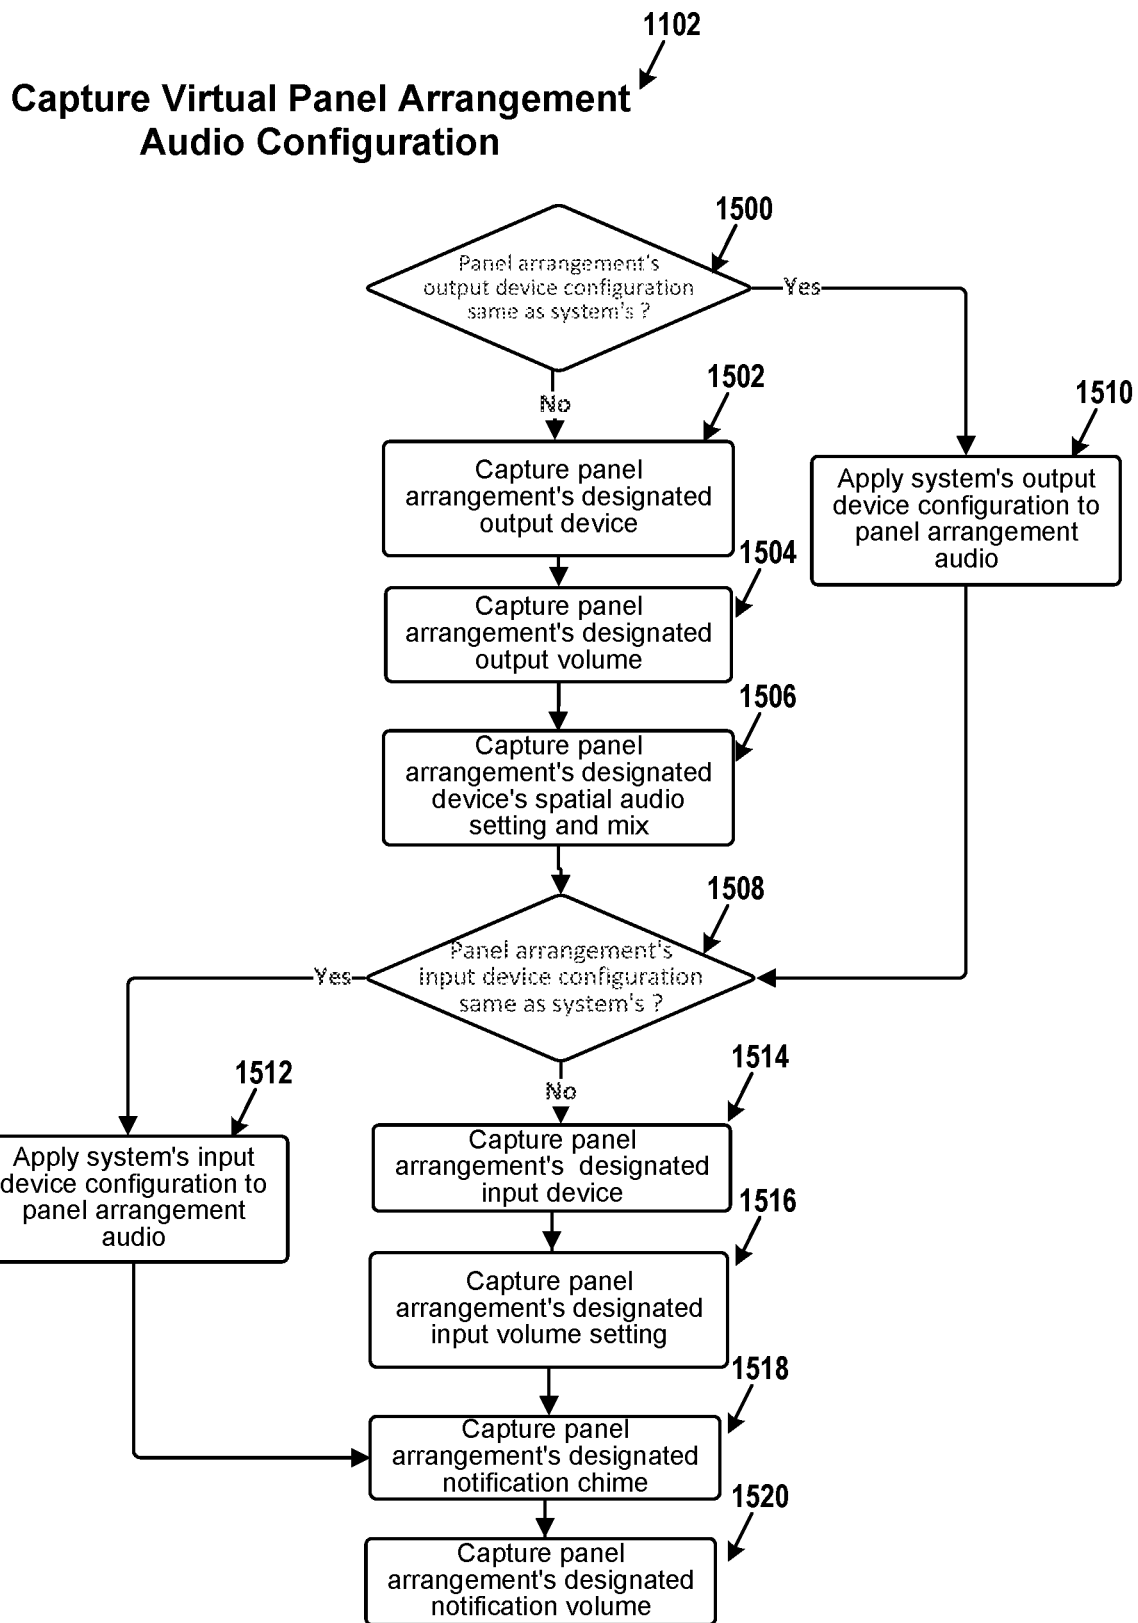 1102
Capture Virtual Panel Arrangement
Audio Configuration
1500
Panel arrangement's
output device configuration
same as system's ?
Yes
No
1502
Capture panel
arrangement's designated
output device
1510
Apply system's output
device configuration to
panel arrangement
audio
1504
Capture panel
arrangement's designated
output volume
1506
Capture panel
arrangement's designated
device's spatial audio
setting and mix
1508
Panel arrangement's
input device configuration
same as system's ?
Yes
No
1512
Apply system's input
device configuration to
panel arrangement
audio
1514
Capture panel
arrangement's  designated
input device
1516
Capture panel
arrangement's designated
input volume setting
1518
Capture panel
arrangement's designated
notification chime
1520
Capture panel
arrangement's designated
notification volume